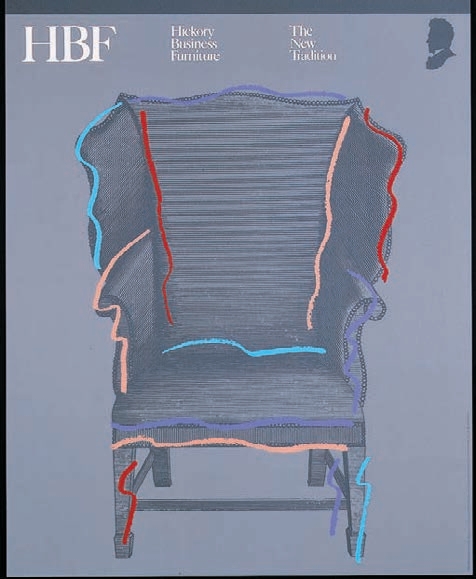 HBF
Hickory
Business
Furniture
The
New
Tradition